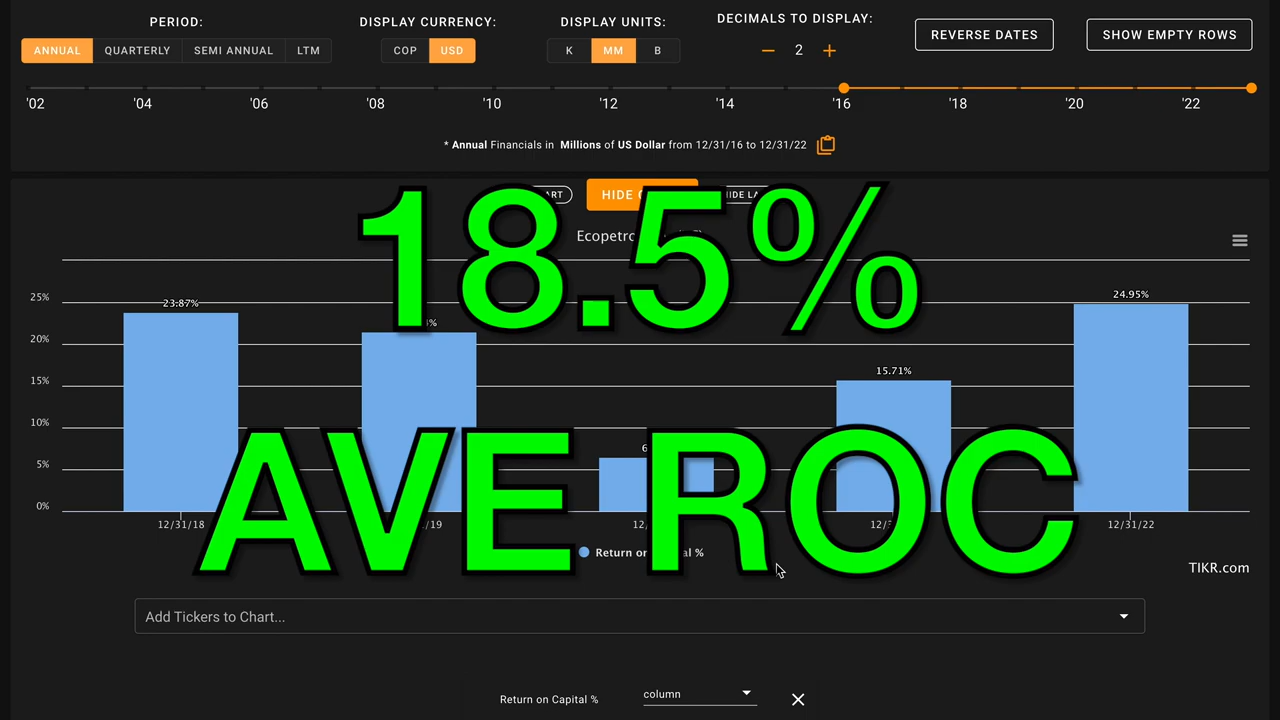 PERIOD: DISPLAY CURRENCY: DISPLAY UNITS: DECIMALS TO DISPLAY:
ANNUAL QUARTERLY SEMI ANNUAL LTM COP USD K MM B − 2 + REVERSE DATES SHOW EMPTY ROWS
'02 '04 '06 '08 '10 '12 '14 '16 '18 '20 '22
* Annual Financials in Millions of US Dollar from 12/31/16 to 12/31/22
HIDE
18.5%
25%
20%
15%
10%
5%
0%
23.87%
15.71%
24.95%
AVE ROC
12/31/18 12/31/22
Return on
TIKR.com
Add Tickers to Chart...
Return on Capital % column